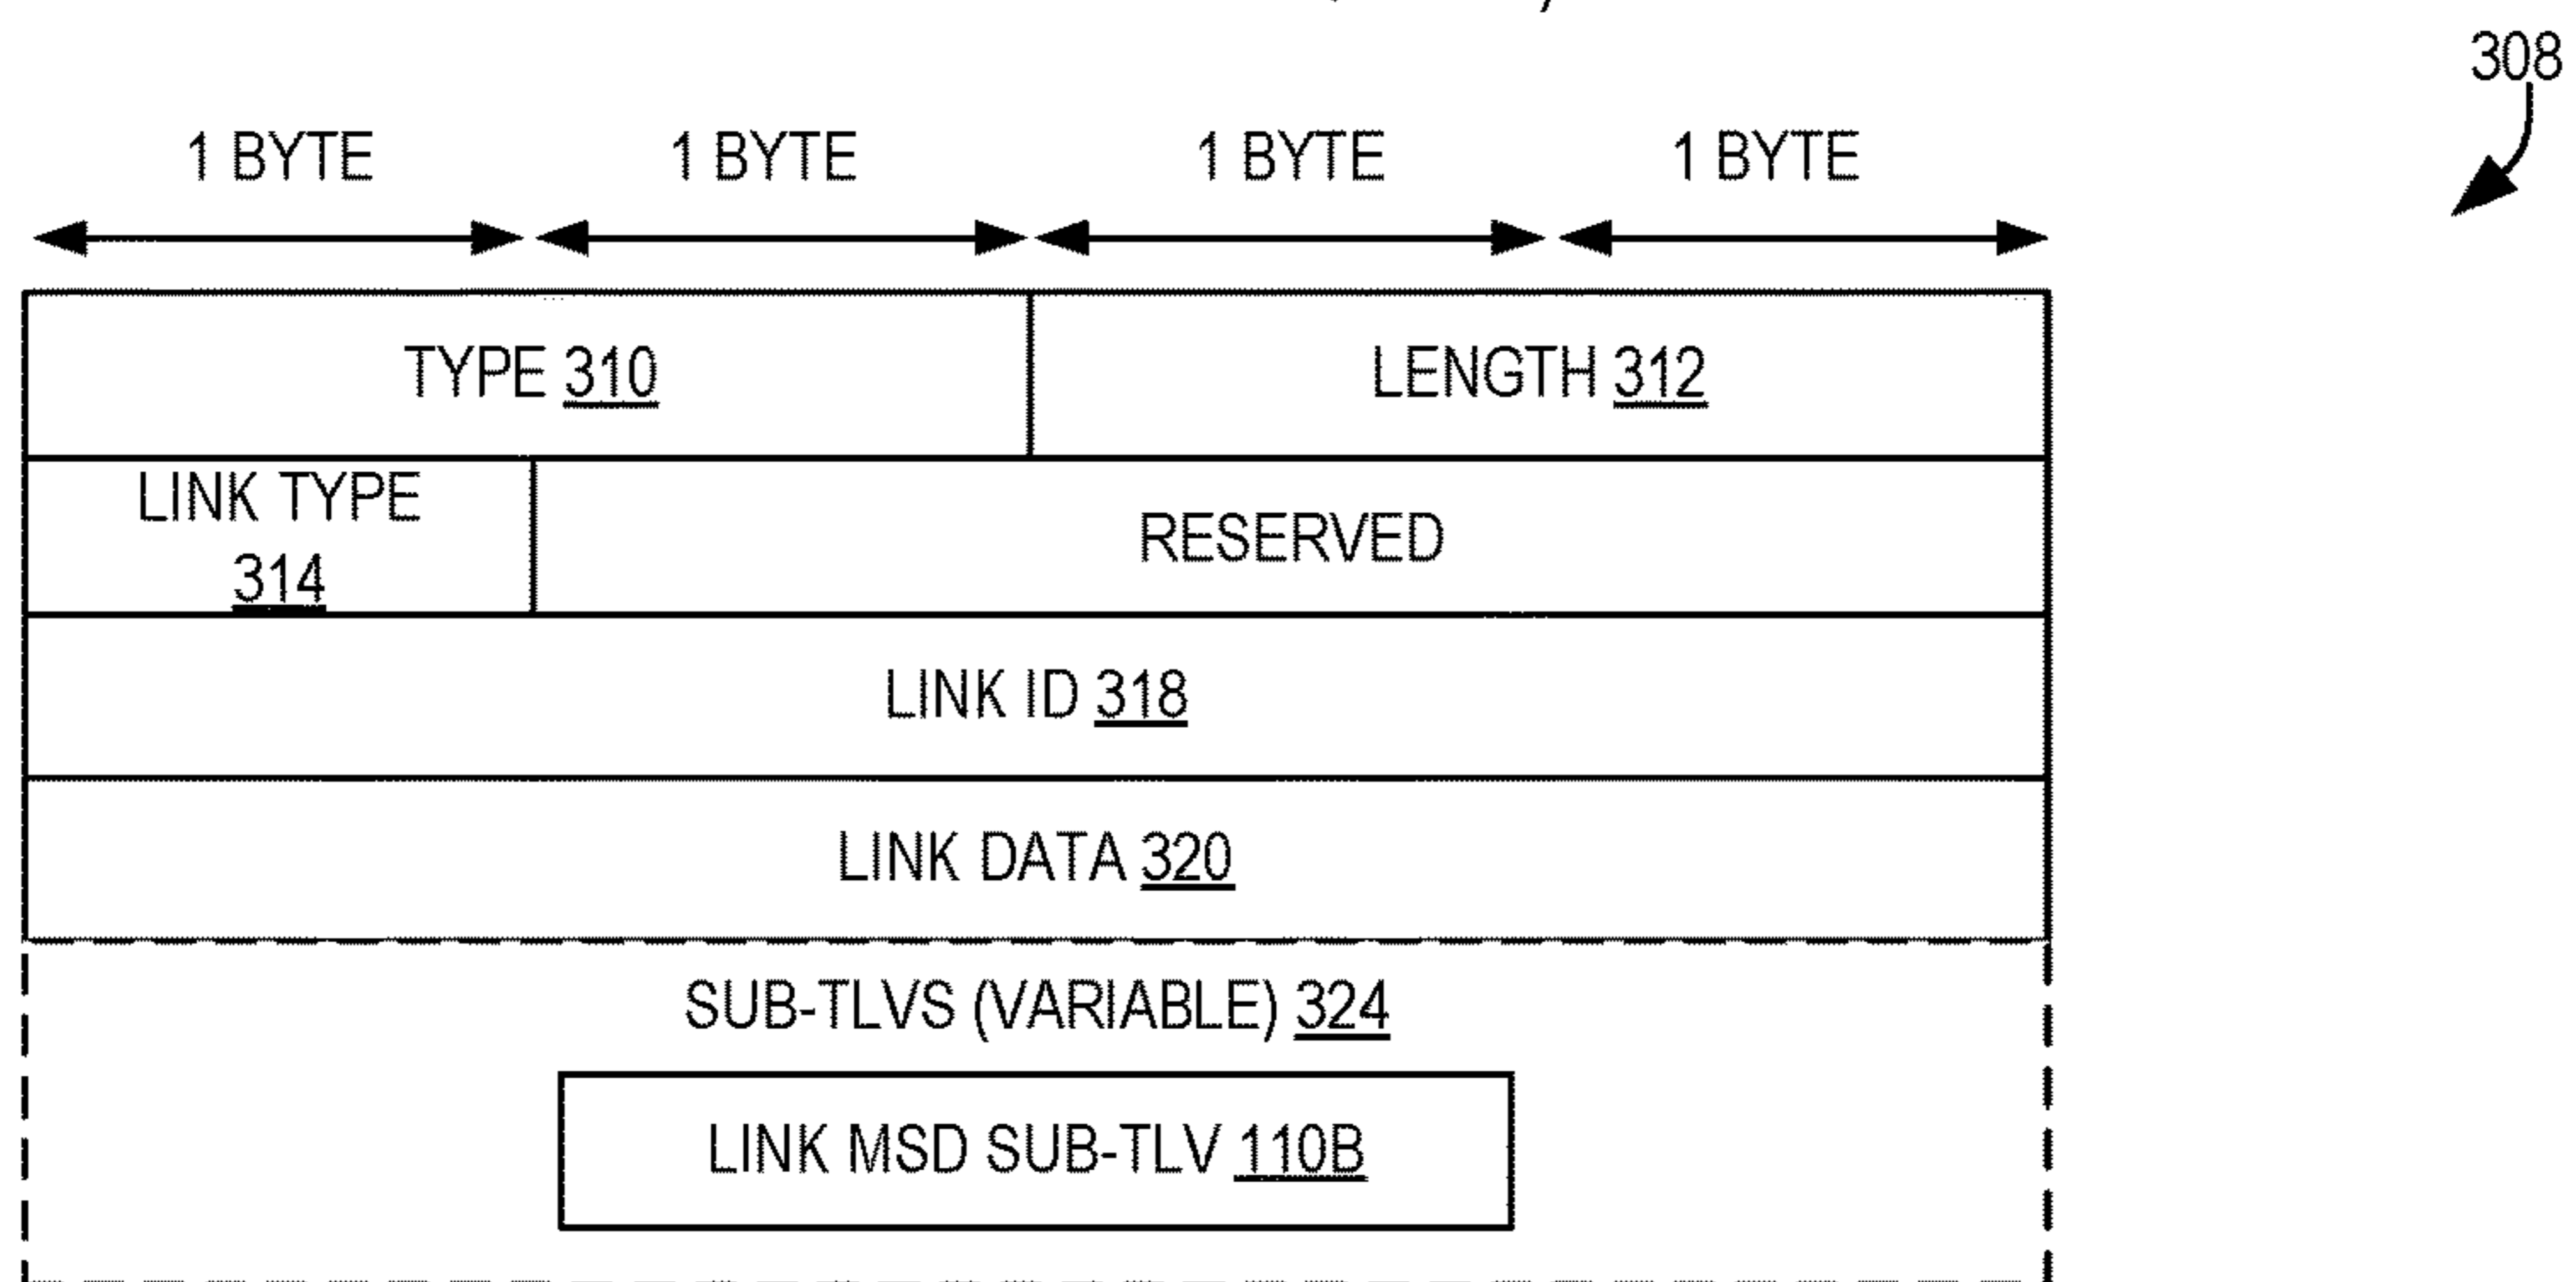 308
1 BYTE 1 BYTE 1 BYTE 1 BYTE
TYPE 310 LENGTH 312
LINK TYPE
314
RESERVED
LINK ID 318
LINK DATA 320
SUB-TLVS (VARIABLE) 324
LINK MSD SUB-TLV 110B